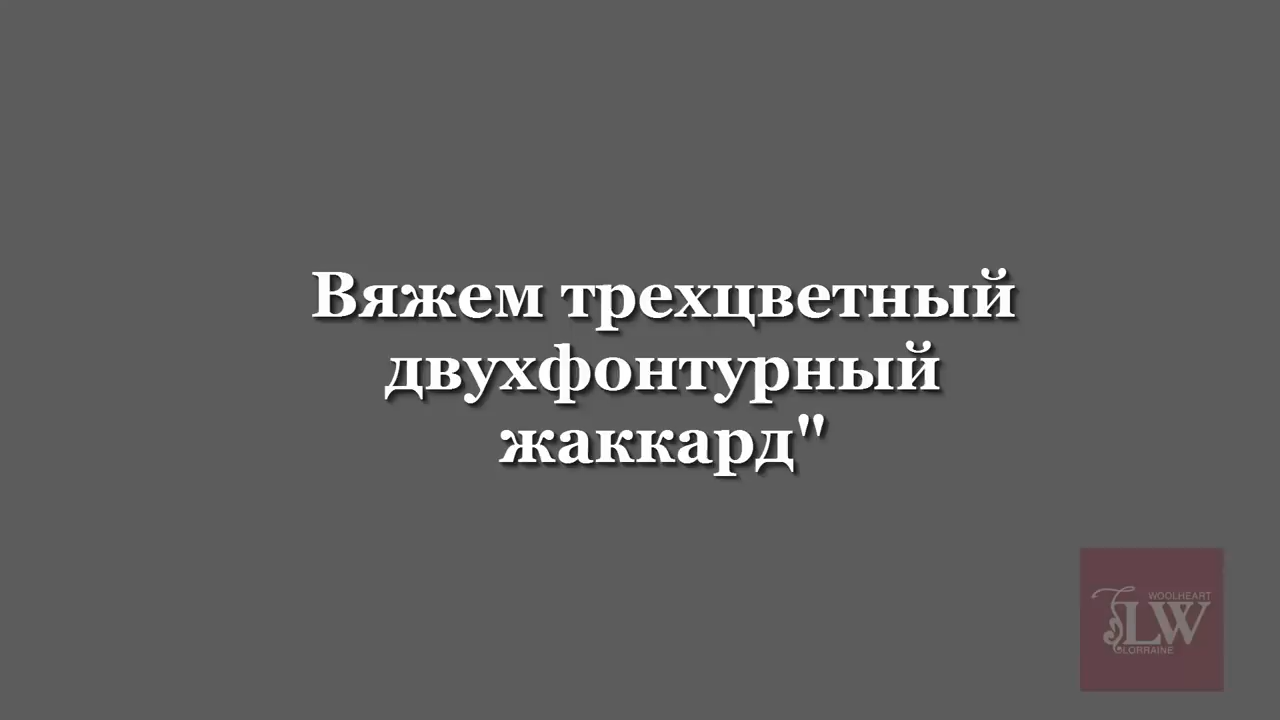 Вяжем трехцветный
двухфонтурный
жаккард"
WOOLHEART
LW
LORRAINE